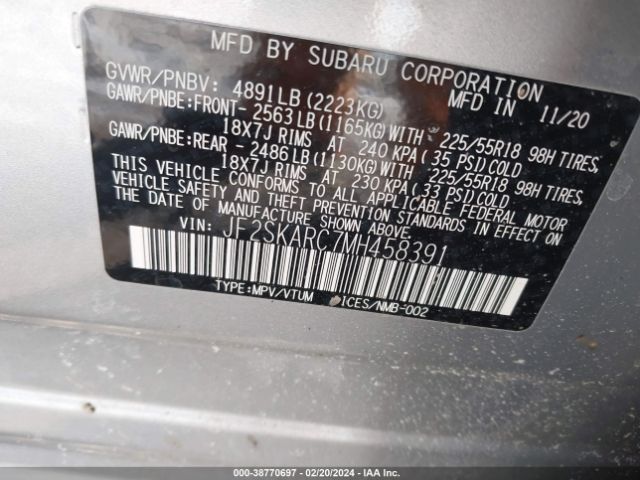 MFD BY SUBARU CORPORATION
GVWR/PNBV: 4891LB(2223KG) MFD IN 11/20
GAWR/PNBE:FRONT- 2563LB(1165KG)WITH 225/55R18 98H TIRES,
18X7J RIMS AT 240 KPA( 35 PSI)COLD
GAWR/PNBE:REAR - 2486LB(1130KG)WITH 225/55R18 98H TIRES,
18X7J RIMS AT 230 KPA( 33 PSI)COLD
THIS VEHICLE CONFORMS TO ALL APPLICABLE FEDERAL MOTOR
VEHICLE SAFETY AND THEFT PREVENTION STANDARDS IN EFFECT ON
THE DATE OF MANUFACTURE SHOWN ABOVE.
VIN: JF2SKARC7MH458391
TYPE:MPV/VTUM ICES/NMB-002
000-38770697 - 02/20/2024 - IAA Inc.